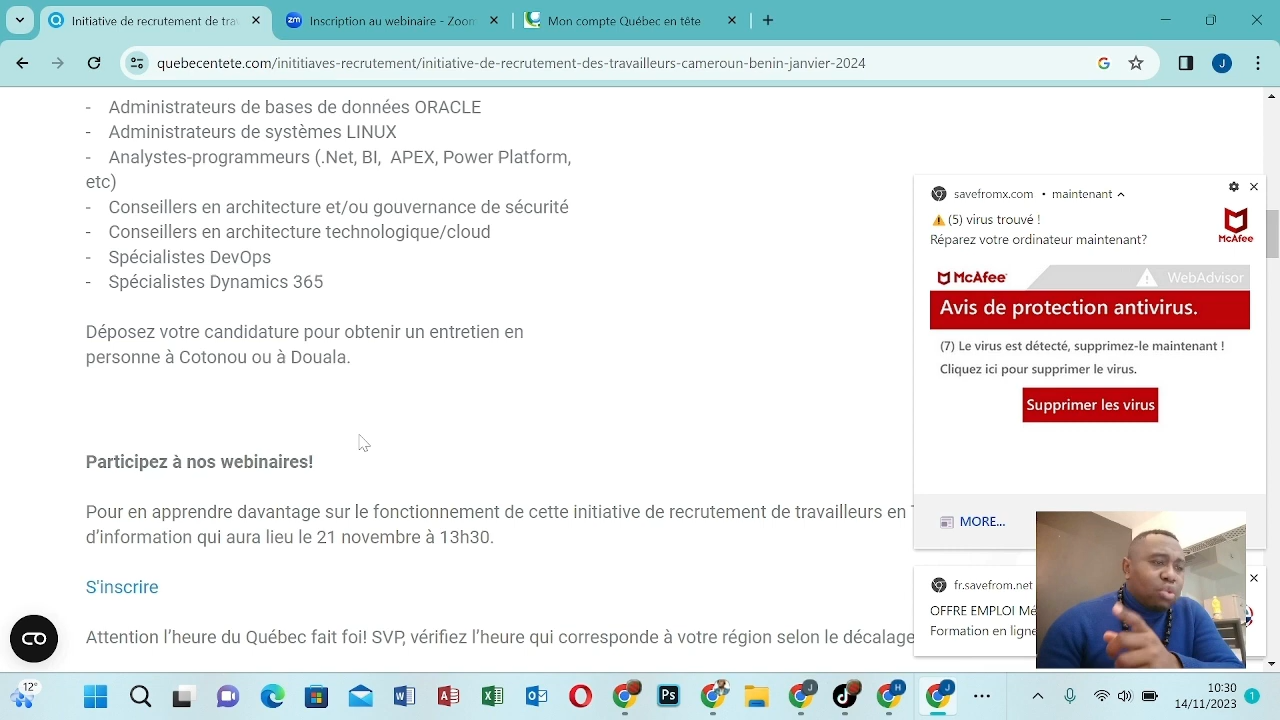 Initiative de recrutement de trav
Inscription au webinaire - Zoom
Mon compte Québec en tête
quebecentete.com/inititiaves-recrutement/initiative-de-recrutement-des-travailleurs-cameroun-benin-janvier-2024
- Administrateurs de bases de données ORACLE
- Administrateurs de systèmes LINUX
- Analystes-programmeurs (.Net, BI, APEX, Power Platform,
etc)
- Conseillers en architecture et/ou gouvernance de sécurité
- Conseillers en architecture technologique/cloud
- Spécialistes DevOps
- Spécialistes Dynamics 365
Déposez votre candidature pour obtenir un entretien en
personne à Cotonou ou à Douala.
Participez à nos webinaires!
Pour en apprendre davantage sur le fonctionnement de cette initiative de recrutement de travailleurs en
d'information qui aura lieu le 21 novembre à 13h30.
S'inscrire
Attention l'heure du Québec fait foi! SVP, vérifiez l'heure qui corresponde à votre région selon le décalage
savefromx.com • maintenant
(5) virus trouvé !
Réparez votre ordinateur maintenant?
McAfee
McAfee
WebAdvisor
Avis de protection antivirus.
(7) Le virus est détecté, supprimez-le maintenant !
Cliquez ici pour supprimer le virus.
Supprimer les virus
MORE...
fr.savefrom.net
OFFRE EMPLOI
Formation en ligne
12°
10:30
14/11/2023